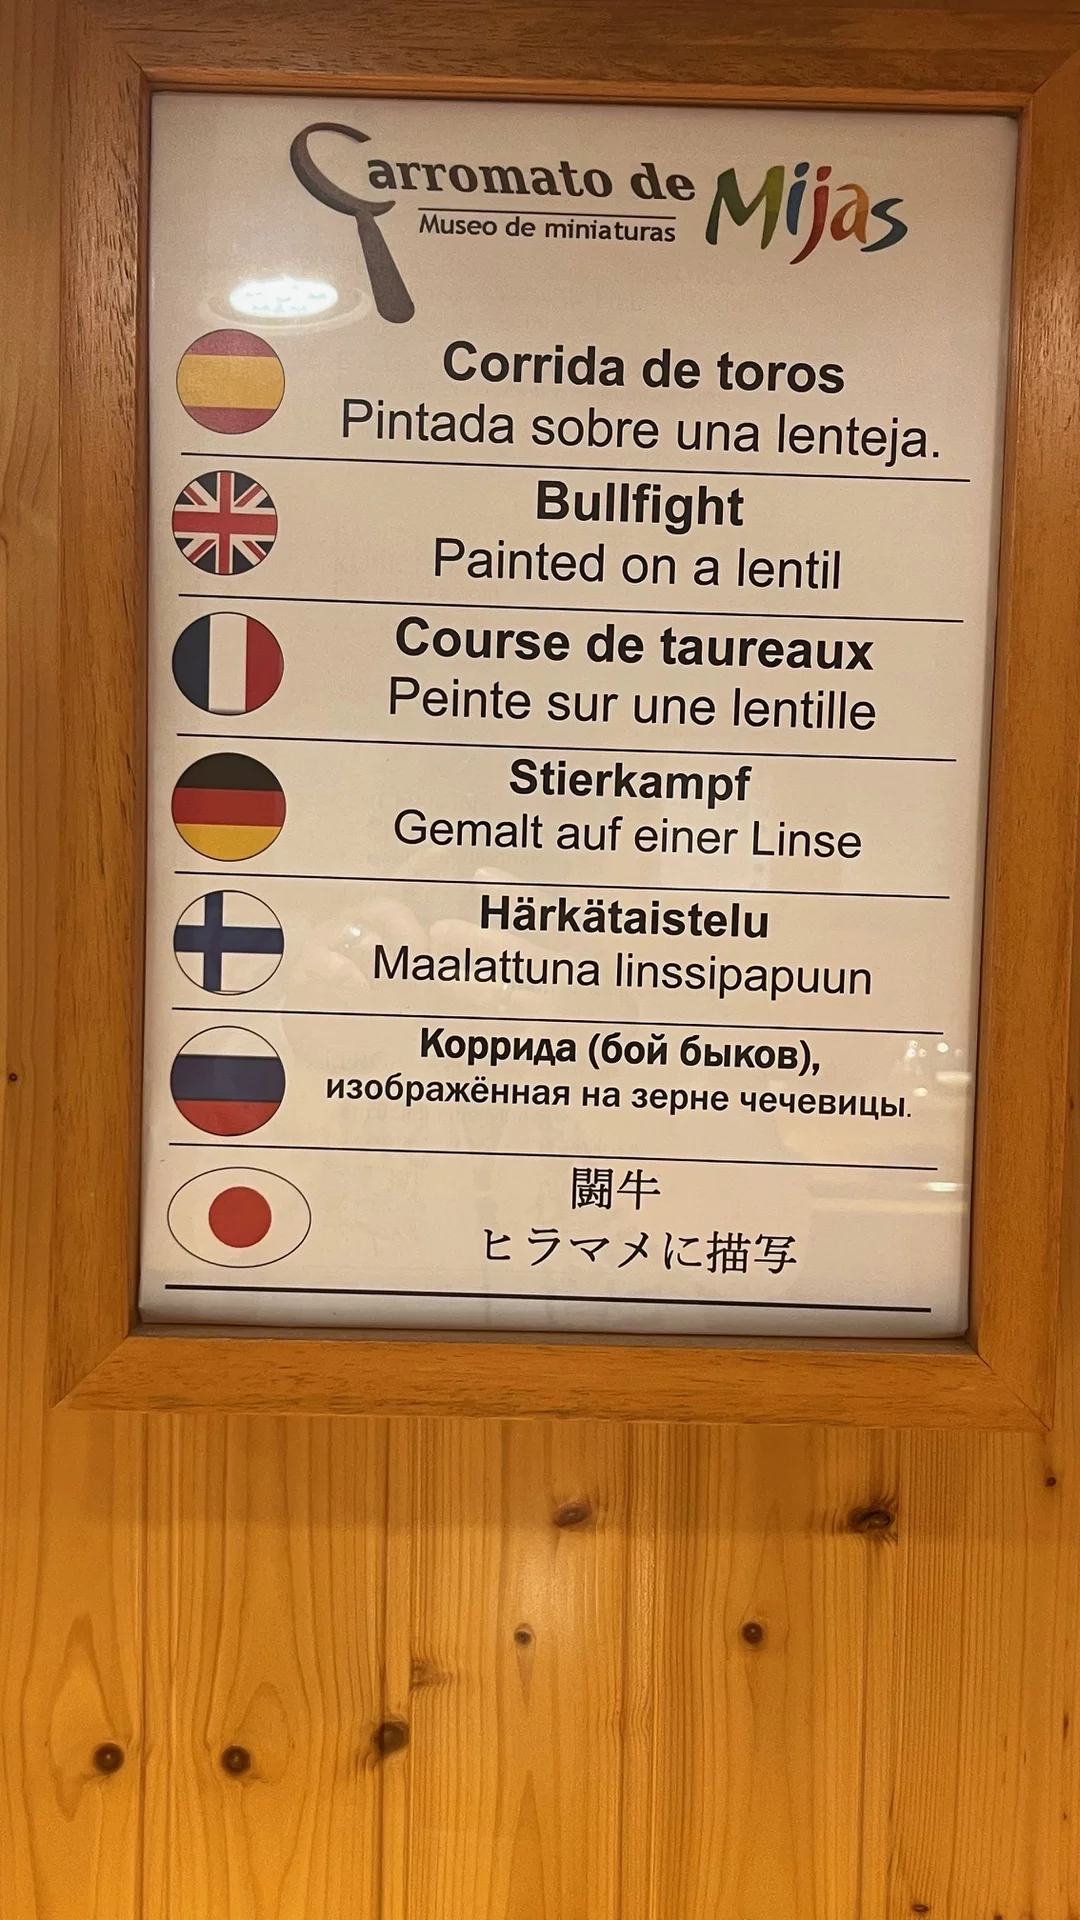 Carromato de Mijas
Museo de miniaturas
Corrida de toros
Pintada sobre una lenteja.
Bullfight
Painted on a lentil
Course de taureaux
Peinte sur une lentille
Stierkampf
Gemalt auf einer Linse
Härkätaistelu
Maalattuna linssipapuun
Коррида (бой быков),
изображённая на зерне чечевицы.
闘牛
ヒラマメに描写